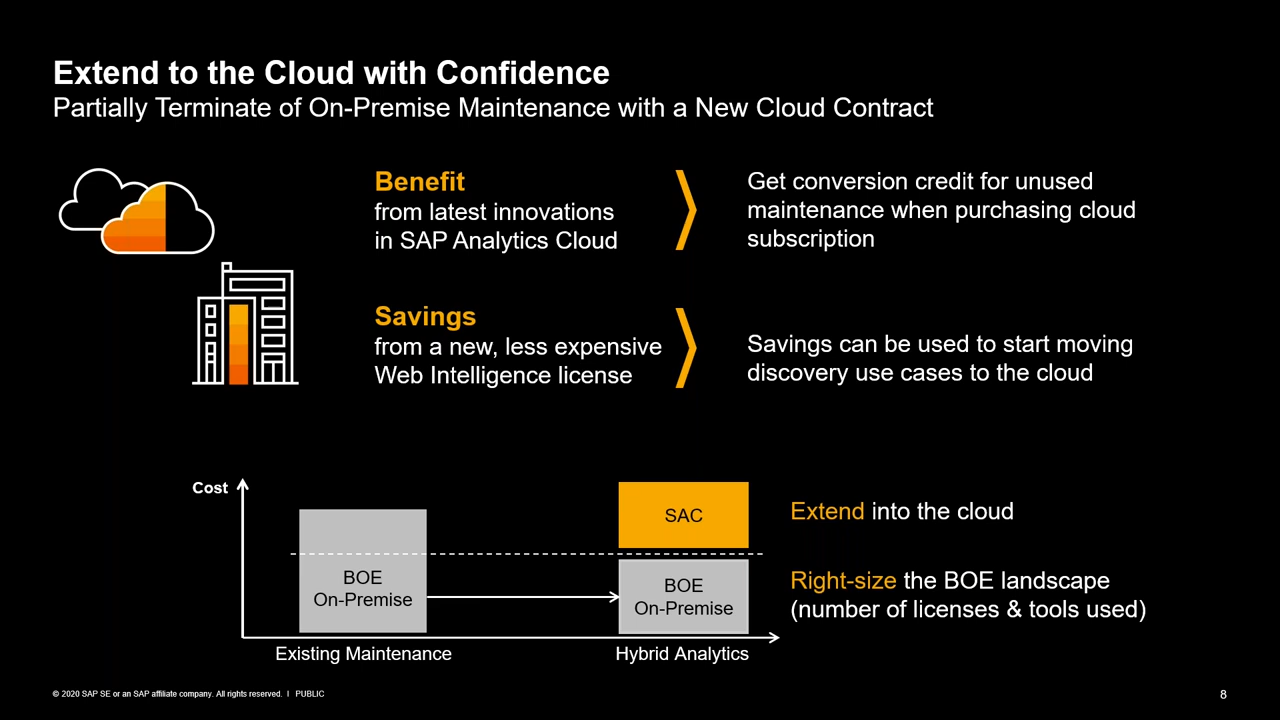 Extend to the Cloud with Confidence
Partially Terminate of On-Premise Maintenance with a New Cloud Contract
Benefit
from latest innovations
in SAP Analytics Cloud
Get conversion credit for unused
maintenance when purchasing cloud
subscription
Savings
from a new, less expensive
Web Intelligence license
Savings can be used to start moving
discovery use cases to the cloud
Cost
BOE
On-Premise
SAC
BOE
On-Premise
Extend into the cloud
Right-size the BOE landscape
(number of licenses & tools used)
Existing Maintenance
Hybrid Analytics
© 2020 SAP SE or an SAP affiliate company. All rights reserved. I PUBLIC
8